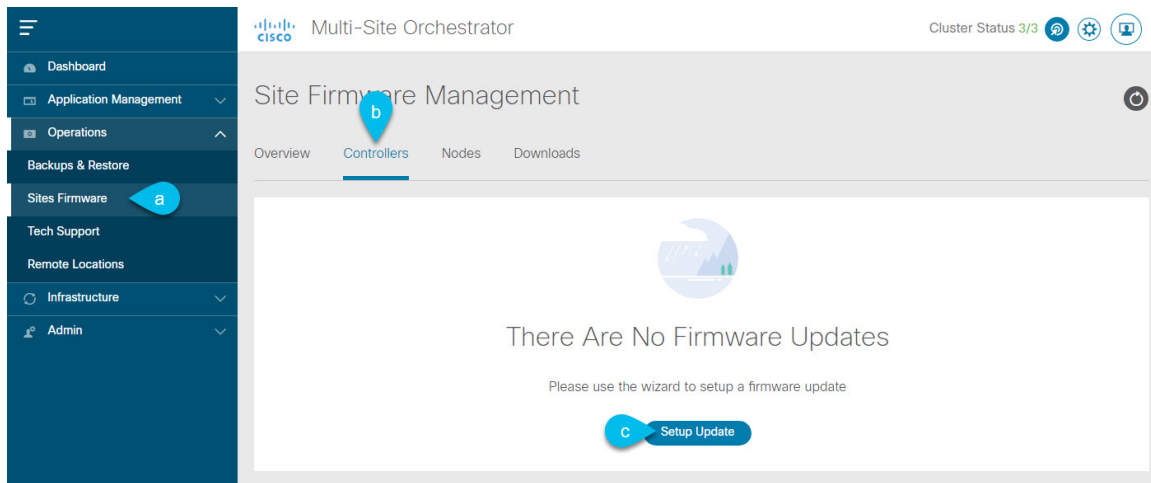 cisco Multi-Site Orchestrator
Cluster Status 3/3
Dashboard
Application Management
Operations
Backups & Restore
Sites Firmware
a
Tech Support
Remote Locations
Infrastructure
Admin
Site Firmware Management
b
Overview Controllers Nodes Downloads
There Are No Firmware Updates
Please use the wizard to setup a firmware update
c
Setup Update